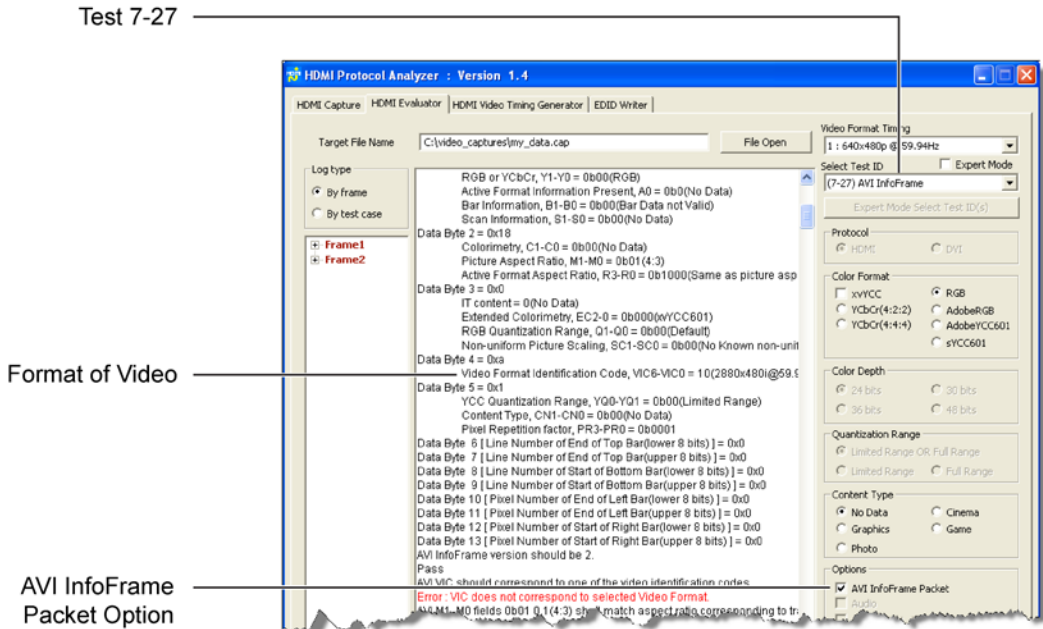 Test 7-27
HDMI Protocol Analyzer : Version 1.4
HDMI Capture
HDMI Evaluator
HDMI Video Timing Generator
EDID Writer
Target File Name
C:\video_captures\my_data.cap
File Open
Log type
By frame
By test case
Frame1
Frame2
RGB or YCbCr, Y1-Y0 = 0b00(RGB)
Active Format Information Present, A0 = 0b0(No Data)
Bar Information, B1-B0 = 0b00(Bar Data not Valid)
Scan Information, S1-S0 = 0b00(No Data)
Data Byte 2 = 0x18
Colorimetry, C1-C0 = 0b00(No Data)
Picture Aspect Ratio, M1-M0 = 0b01(4:3)
Active Format Aspect Ratio, R3-R0 = 0b1000(Same as picture asp
Data Byte 3 = 0x0
IT content = 0(No Data)
Extended Colorimetry, EC2-0 = 0b000(xvYCC601)
RGB Quantization Range, Q1-Q0 = 0b00(Default)
Non-uniform Picture Scaling, SC1-SC0 = 0b00(No Known non-unit
Data Byte 4 = 0xa
Video Format Identification Code, VIC6-VIC0 = 10(2880x480i@59.9
Data Byte 5 = 0x1
YCC Quantization Range, YQ0-YQ1 = 0b00(Limited Range)
Content Type, CN1-CN0 = 0b00(No Data)
Pixel Repetition factor, PR3-PR0 = 0b0001
Data Byte 6 [ Line Number of End of Top Bar(lower 8 bits) ] = 0x0
Data Byte 7 [ Line Number of End of Top Bar(upper 8 bits) ] = 0x0
Data Byte 8 [ Line Number of Start of Bottom Bar(lower 8 bits) ] = 0x0
Data Byte 9 [ Line Number of Start of Bottom Bar(upper 8 bits) ] = 0x0
Data Byte 10 [ Pixel Number of End of Left Bar(lower 8 bits) ] = 0x0
Data Byte 11 [ Pixel Number of End of Left Bar(upper 8 bits) ] = 0x0
Data Byte 12 [ Pixel Number of Start of Right Bar(lower 8 bits) ] = 0x0
Data Byte 13 [ Pixel Number of Start of Right Bar(upper 8 bits) ] = 0x0
AVI InfoFrame version should be 2.
Pass
AVI VIC should correspond to one of the video identification codes
Error : VIC does not correspond to selected Video Format.
AVI M1..M0 fields 0b01 0,1(4:3) shall match aspect ratio corresponding to tra
Video Format Timing
1 : 640x480p @ 59.94Hz
Select Test ID
Expert Mode
(7-27) AVI InfoFrame
Expert Mode Select Test ID(s)
Protocol
HDMI
DVI
Color Format
xvYCC
RGB
YCbCr(4:2:2)
AdobeRGB
YCbCr(4:4:4)
AdobeYCC601
sYCC601
Color Depth
24 bits
30 bits
36 bits
48 bits
Quantization Range
Limited Range OR Full Range
Limited Range
Full Range
Content Type
No Data
Cinema
Graphics
Game
Photo
Options
AVI InfoFrame Packet
Audio
Format of Video
AVI InfoFrame
Packet Option